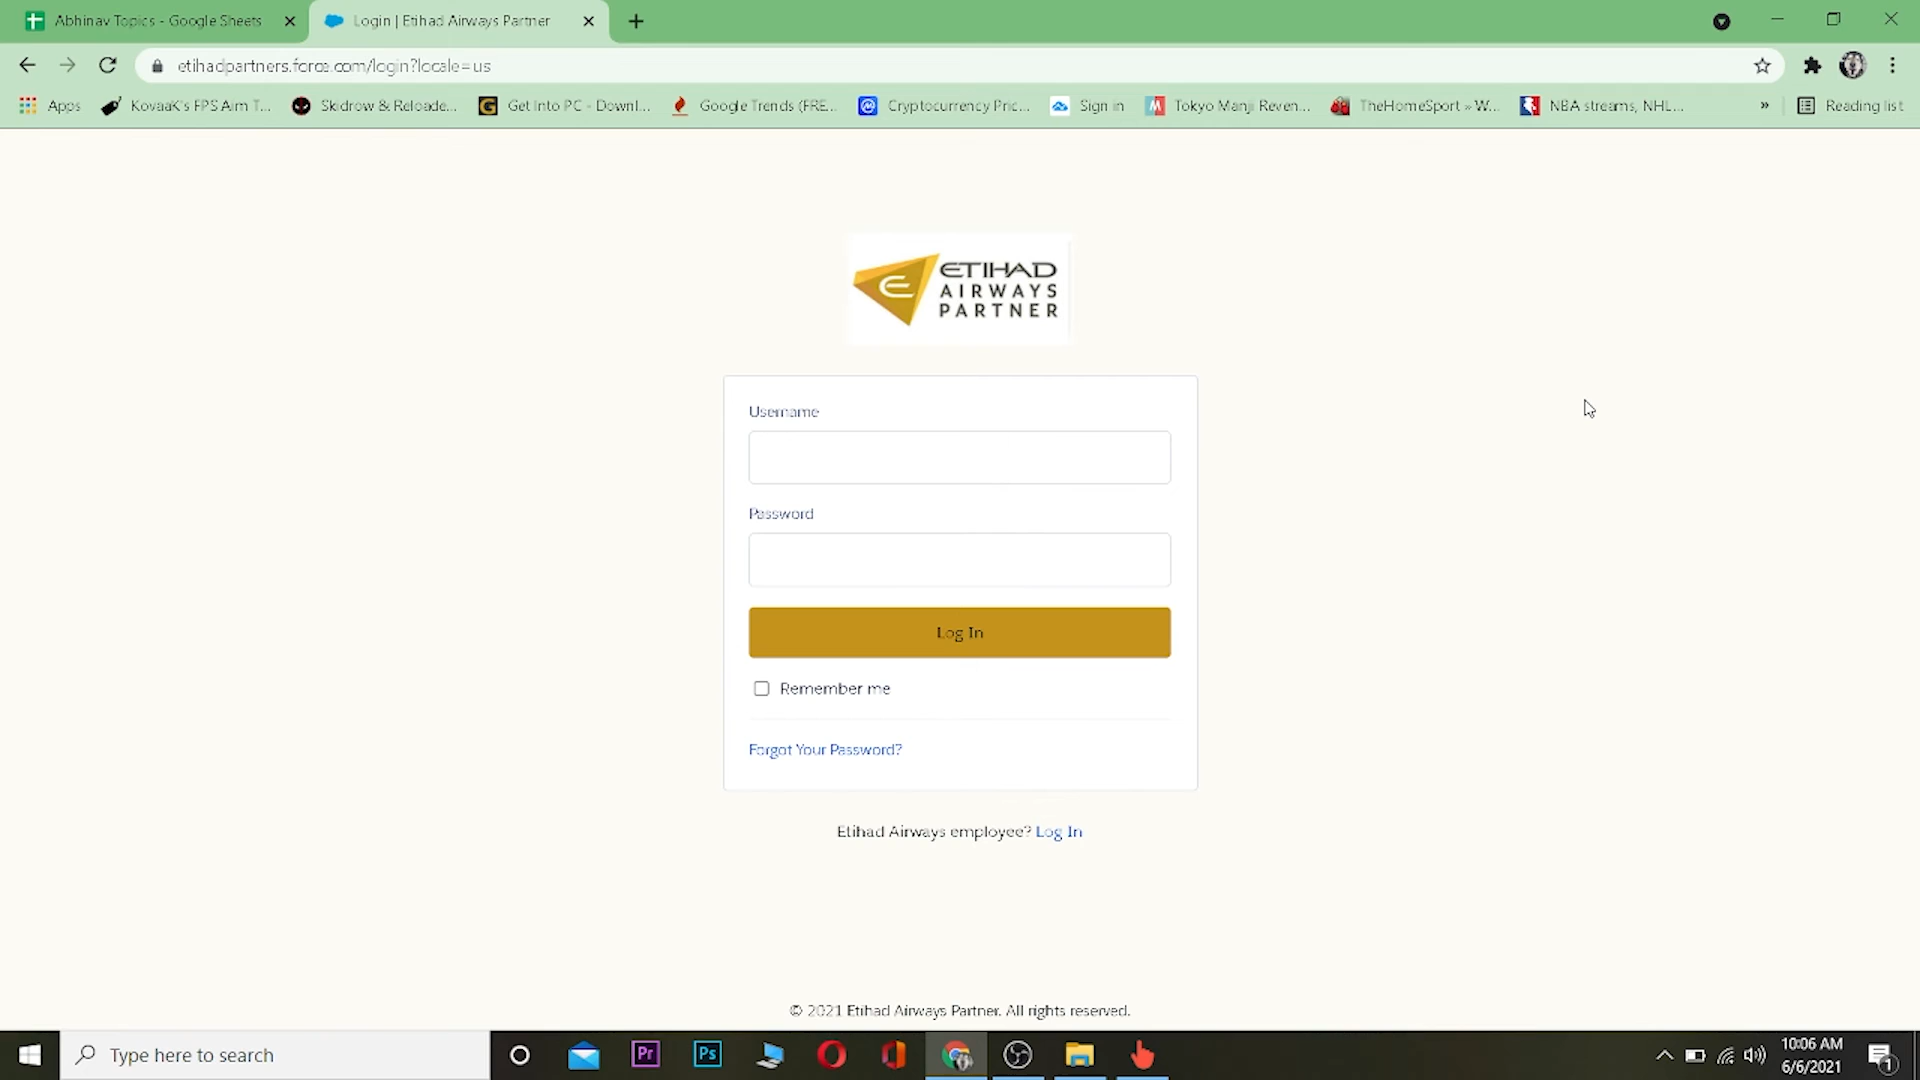 Abhinav Topics - Google Sheets
Login | Etihad Airways Partner
etihadpartners.force.com/login?locale=us
Apps
KovaaK's FPS Aim T...
Skidrow & Reloade...
Get Into PC - Downl...
Google Trends (FRE...
Cryptocurrency Pric...
Sign in
Tokyo Manji Reven...
TheHomeSport » W...
NBA streams, NHL...
»
Reading list
ETIHAD
AIRWAYS
PARTNER
Username
Password
Log In
Remember me
Forgot Your Password?
Etihad Airways employee? Log In
© 2021 Etihad Airways Partner. All rights reserved.
Type here to search
Pr
Ps
10:06 AM
6/6/2021
1